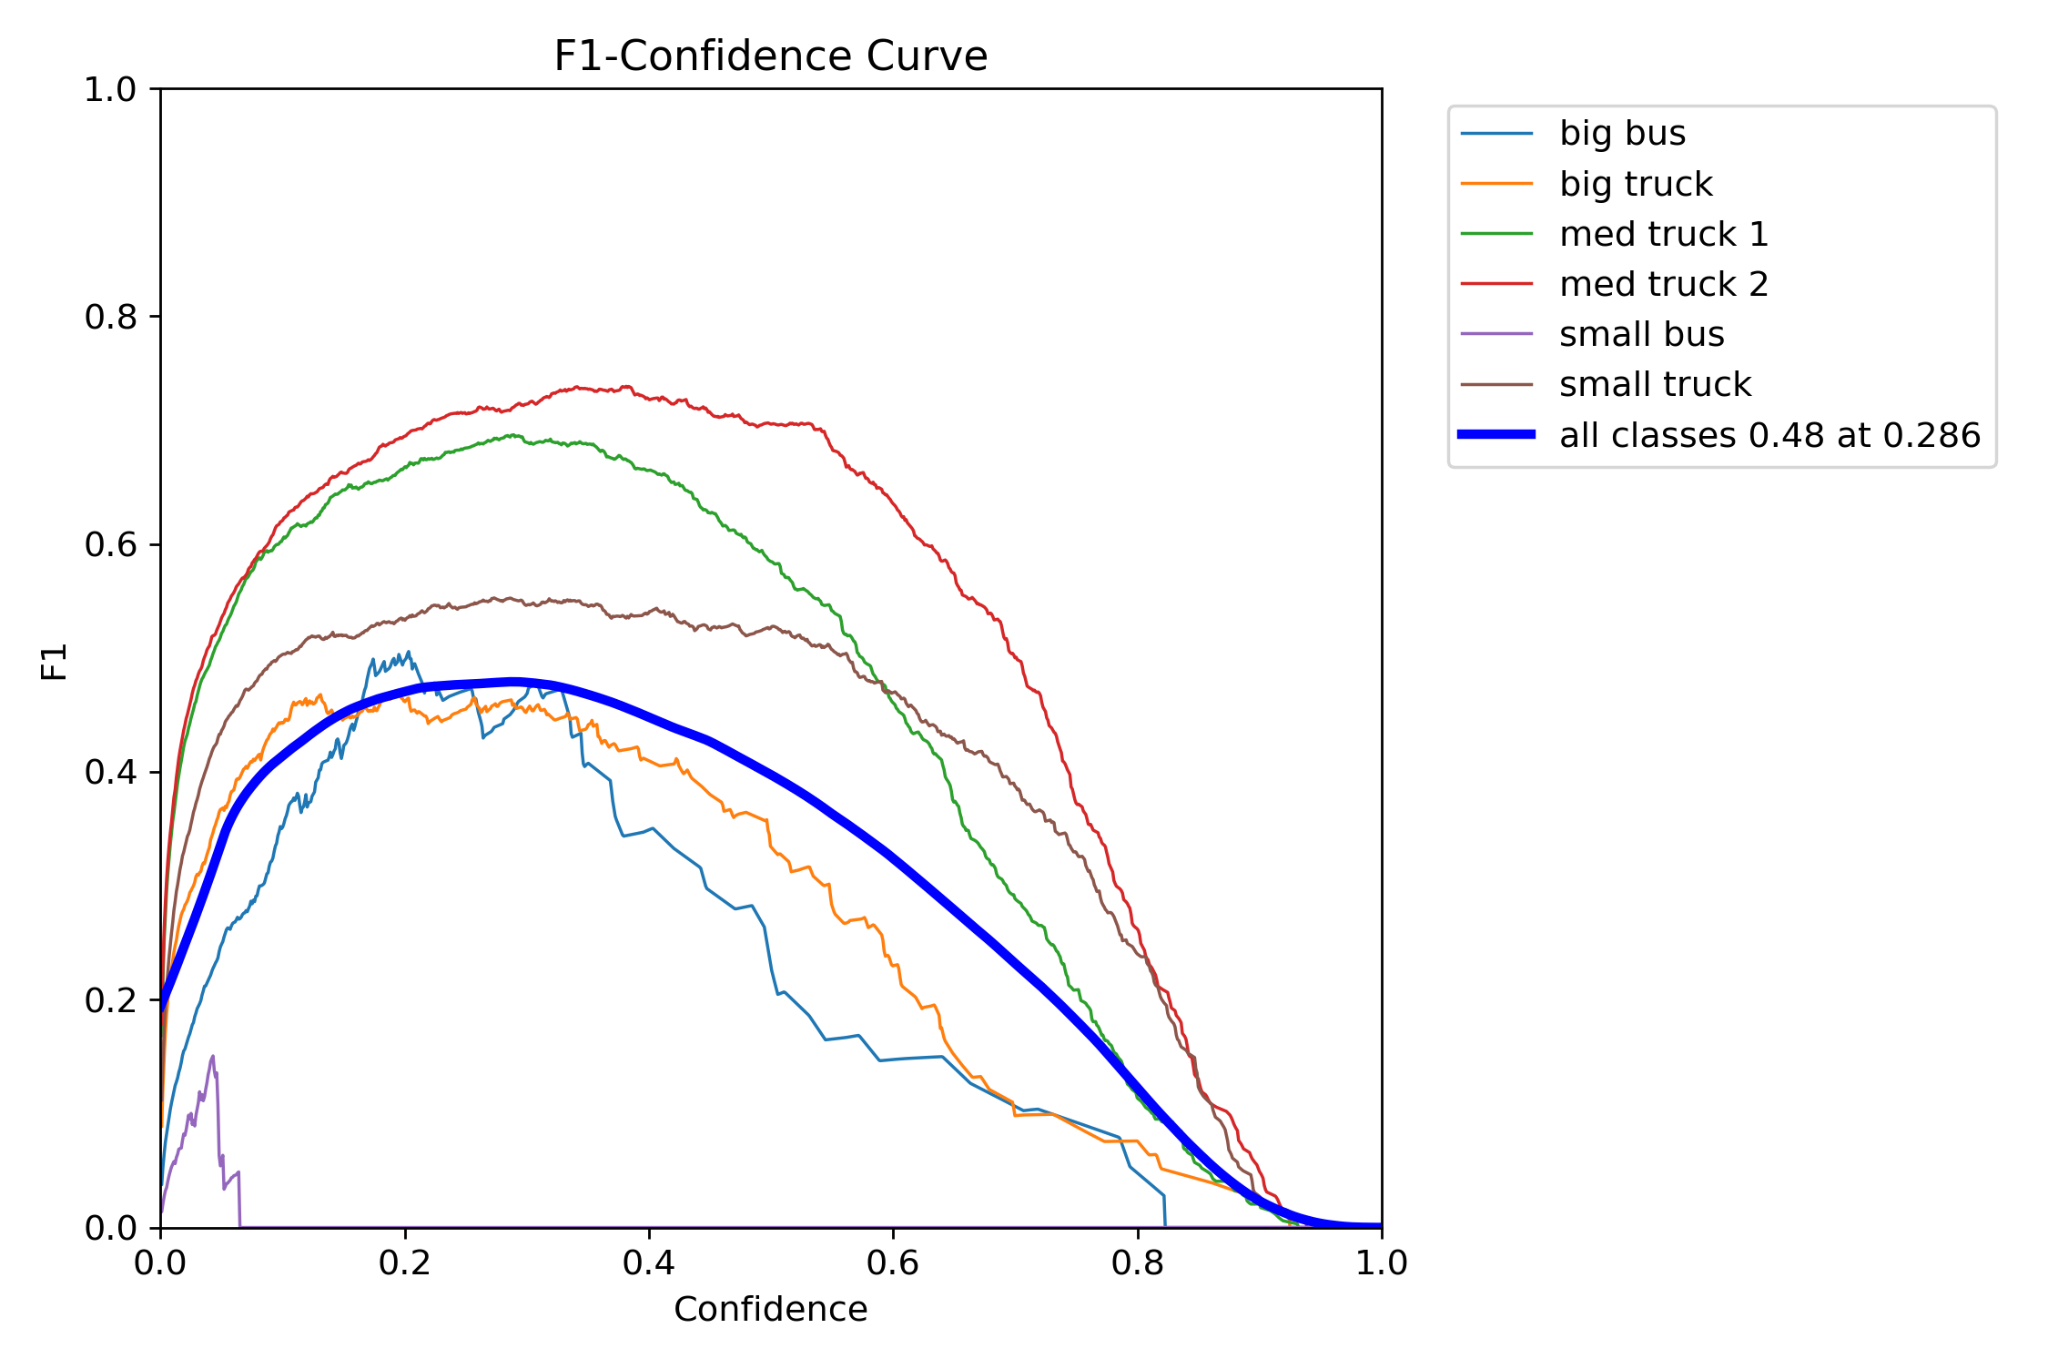 F1-Confidence Curve
1.0
0.8
0.6
0.4
0.2
0.0
F1
0.0 0.2 0.4 0.6 0.8 1.0
Confidence
big bus
big truck
med truck 1
med truck 2
small bus
small truck
all classes 0.48 at 0.286